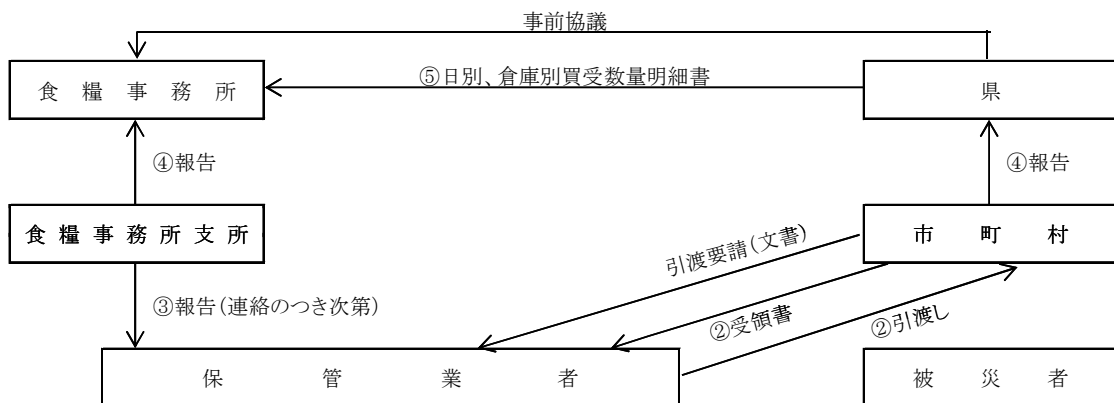 事前協議
食糧事務所
⑤日別、倉庫別買受数量明細書
県
④報告
④報告
食糧事務所支所
市町村
引渡要請(文書)
③報告(連絡のつき次第)
②受領書
②引渡し
保管業者
被災者